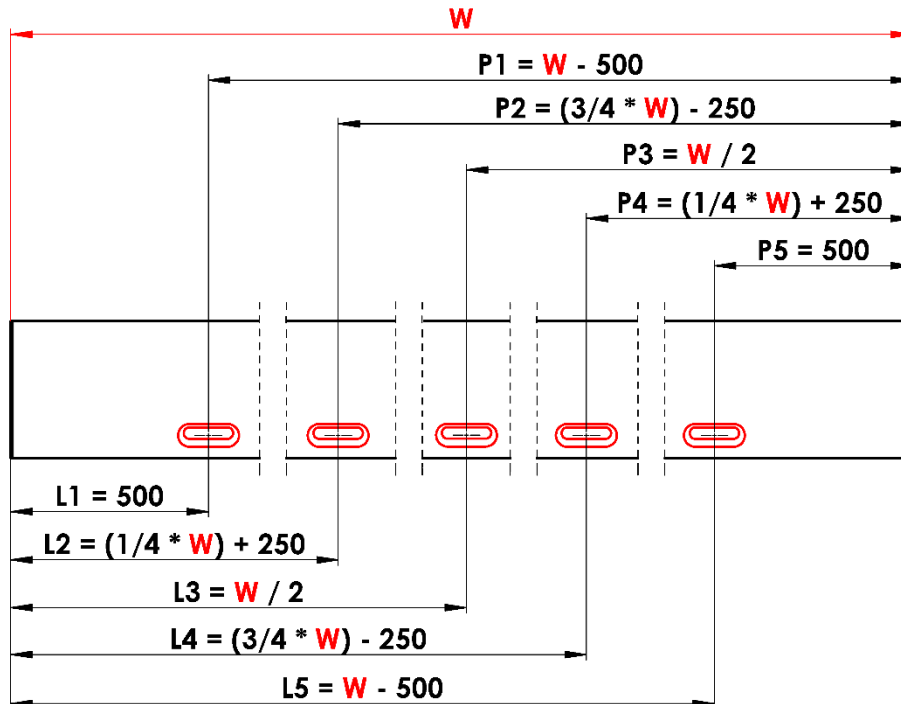 W
P1 = W - 500
P2 = (3/4 * W) - 250
P3 = W / 2
P4 = (1/4 * W) + 250
P5 = 500
L1 = 500
L2 = (1/4 * W) + 250
L3 = W / 2
L4 = (3/4 * W) - 250
L5 = W - 500